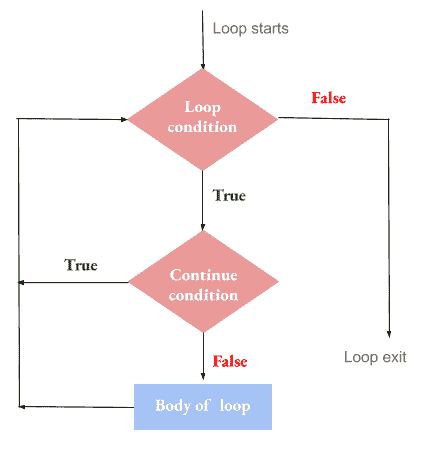 Loop starts
Loop
condition
False
True
True
Continue
condition
False
Loop exit
Body of loop